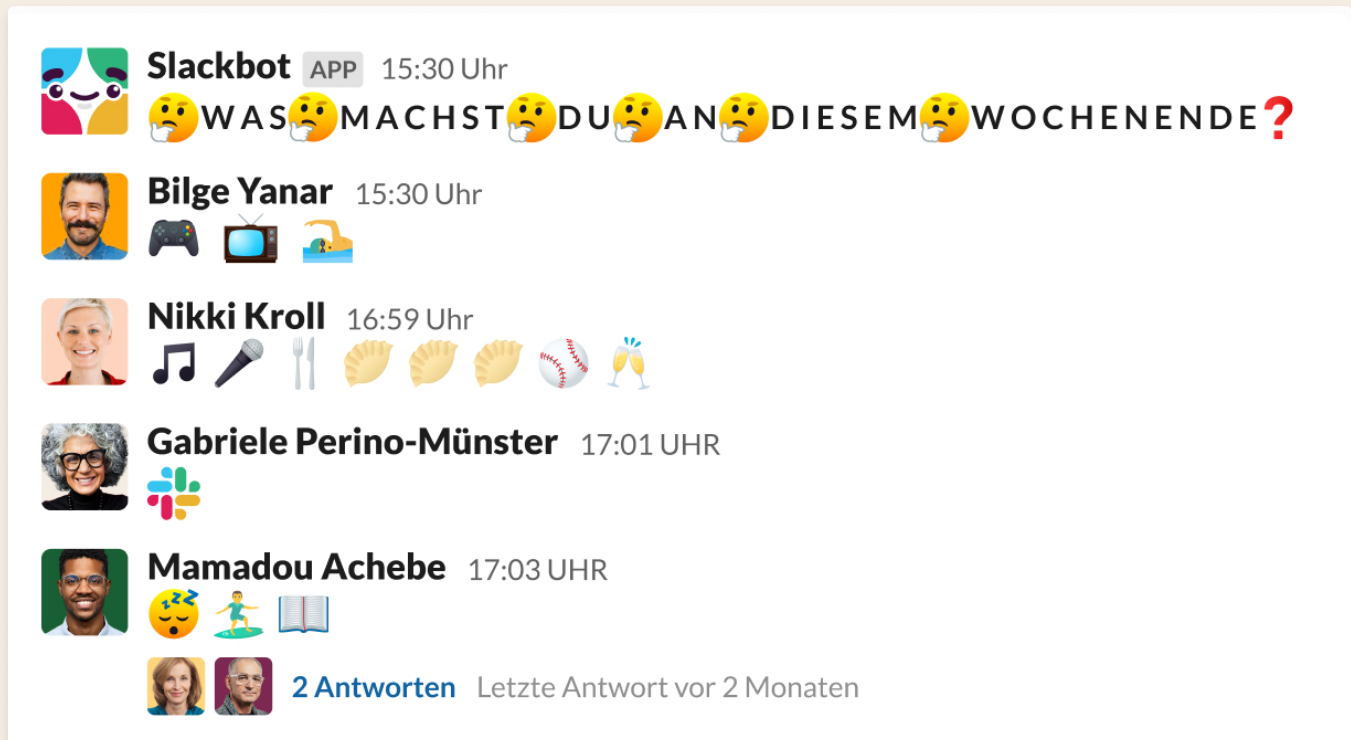 Slackbot APP 15:30 Uhr
🤔WAS🤔MACHST🤔DU🤔AN🤔DIESEM🤔WOCHENENDE❓
Bilge Yanar 15:30 Uhr
Nikki Kroll 16:59 Uhr
Gabriele Perino-Münster 17:01 UHR
Mamadou Achebe 17:03 UHR
2 Antworten Letzte Antwort vor 2 Monaten